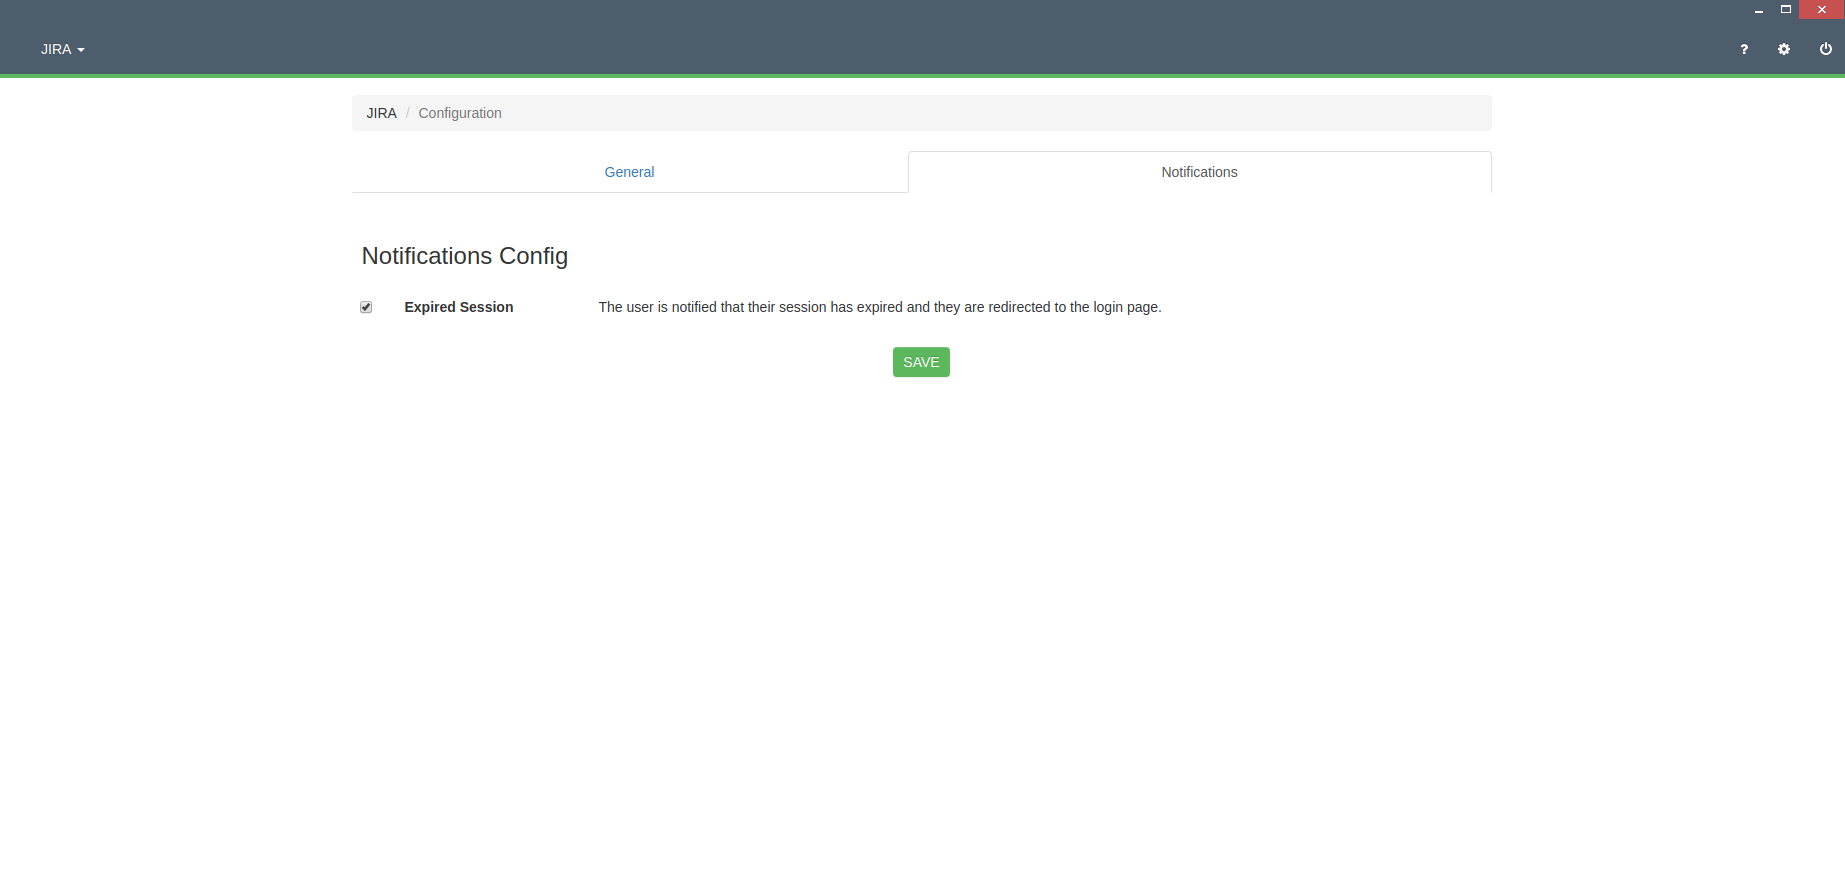 JIRA
?
JIRA / Configuration
General
Notifications
Notifications Config
Expired Session
The user is notified that their session has expired and they are redirected to the login page.
SAVE